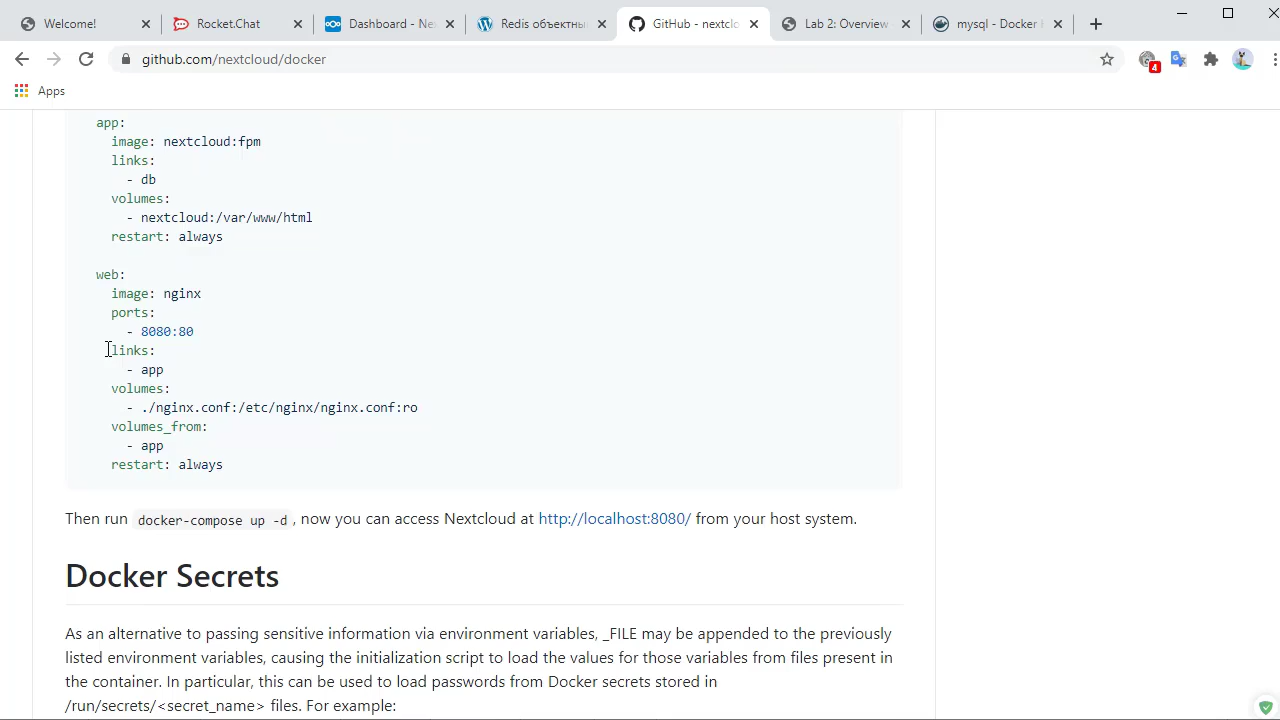 Welcome!
Rocket.Chat
Dashboard - Ne
Redis объектны
GitHub - nextclo
Lab 2: Overview
mysql - Docker
github.com/nextcloud/docker
4
Apps
app:
image: nextcloud:fpm
links:
- db
volumes:
- nextcloud:/var/www/html
restart: always
web:
image: nginx
ports:
- 8080:80
links:
- app
volumes:
- ./nginx.conf:/etc/nginx/nginx.conf:ro
volumes_from:
- app
restart: always
Then run docker-compose up -d , now you can access Nextcloud at http://localhost:8080/ from your host system.
Docker Secrets
As an alternative to passing sensitive information via environment variables, _FILE may be appended to the previously
listed environment variables, causing the initialization script to load the values for those variables from files present in
the container. In particular, this can be used to load passwords from Docker secrets stored in
/run/secrets/<secret_name> files. For example: